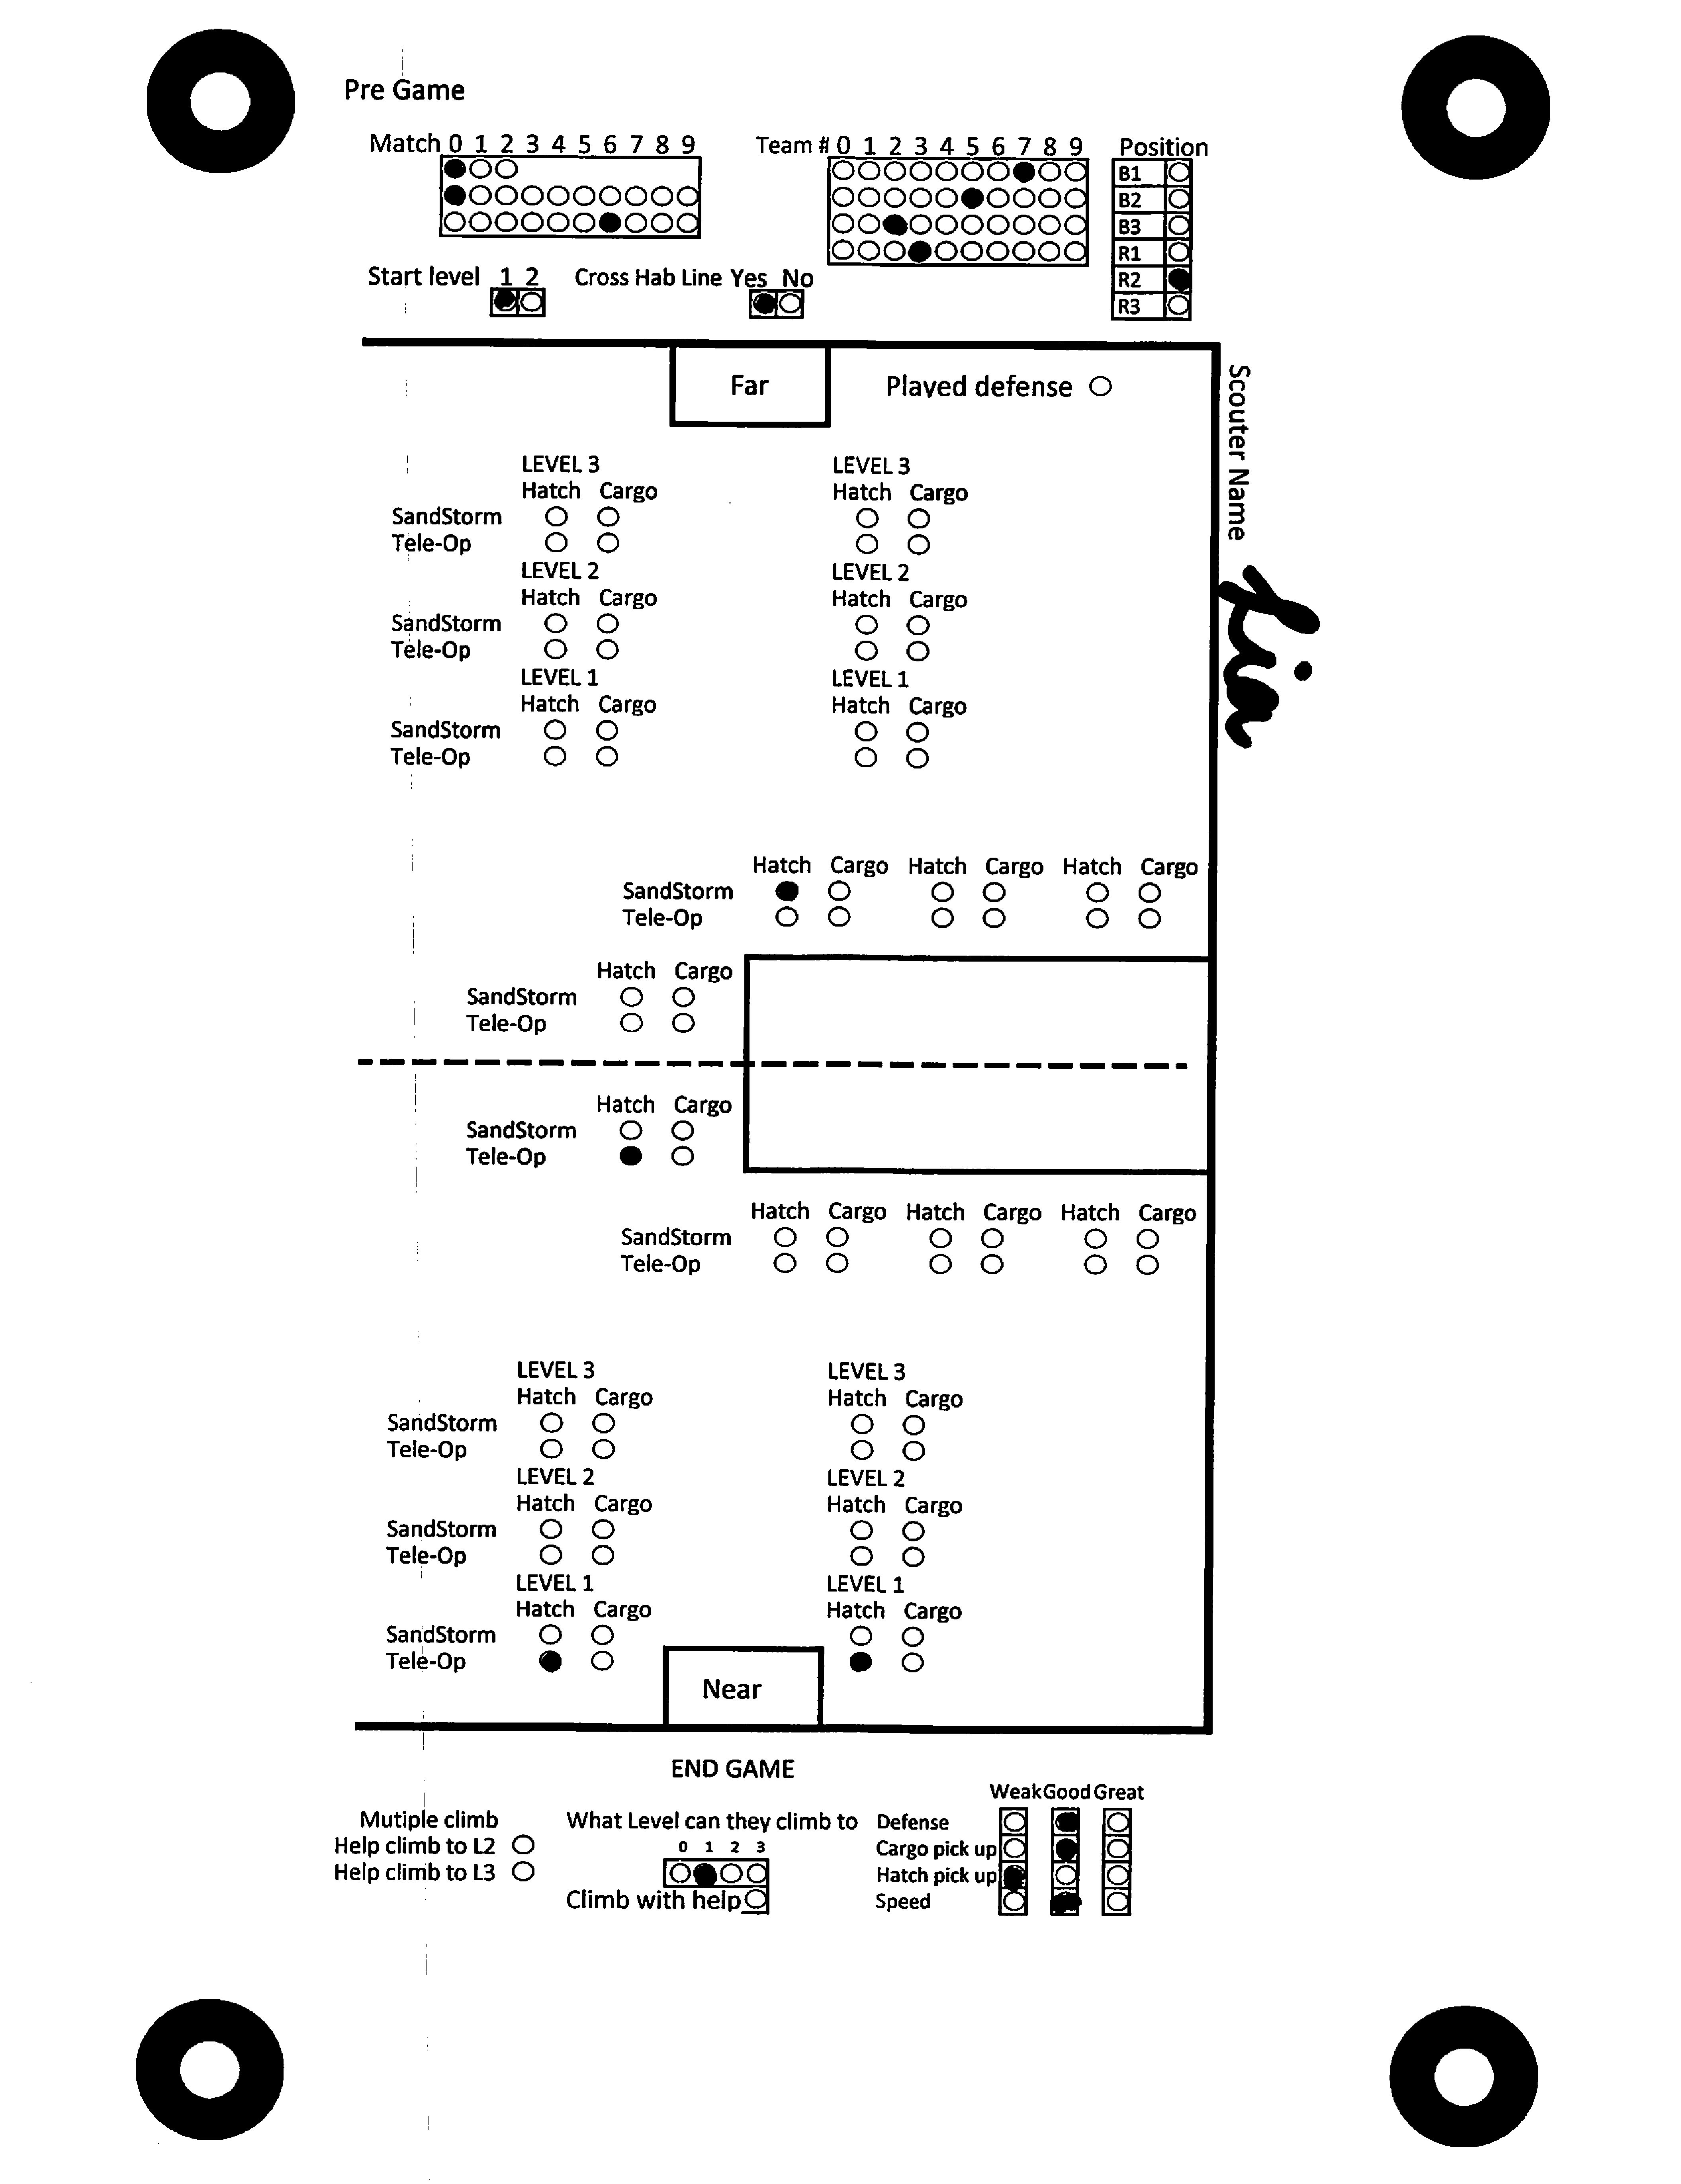 Pre Game
Match 0 1 2 3 4 5 6 7 8 9
Team # 0 1 2 3 4 5 6 7 8 9
Position
B1
B2
B3
R1
R2
R3
Start level 1 2
Cross Hab Line Yes No
Scouter Name
Lia
Far
Played defense
LEVEL 3 LEVEL 3
Hatch Cargo Hatch Cargo
SandStorm
Tele-Op
LEVEL 2 LEVEL 2
Hatch Cargo Hatch Cargo
SandStorm
Tele-Op
LEVEL 1 LEVEL 1
Hatch Cargo Hatch Cargo
SandStorm
Tele-Op
Hatch Cargo Hatch Cargo Hatch Cargo
SandStorm
Tele-Op
Hatch Cargo
SandStorm
Tele-Op
Hatch Cargo
SandStorm
Tele-Op
Hatch Cargo Hatch Cargo Hatch Cargo
SandStorm
Tele-Op
LEVEL 3 LEVEL 3
Hatch Cargo Hatch Cargo
SandStorm
Tele-Op
LEVEL 2 LEVEL 2
Hatch Cargo Hatch Cargo
SandStorm
Tele-Op
LEVEL 1 LEVEL 1
Hatch Cargo Hatch Cargo
SandStorm
Tele-Op
Near
END GAME
Mutiple climb
Help climb to L2
Help climb to L3
What Level can they climb to
0 1 2 3
Climb with help
Weak Good Great
Defense
Cargo pick up
Hatch pick up
Speed